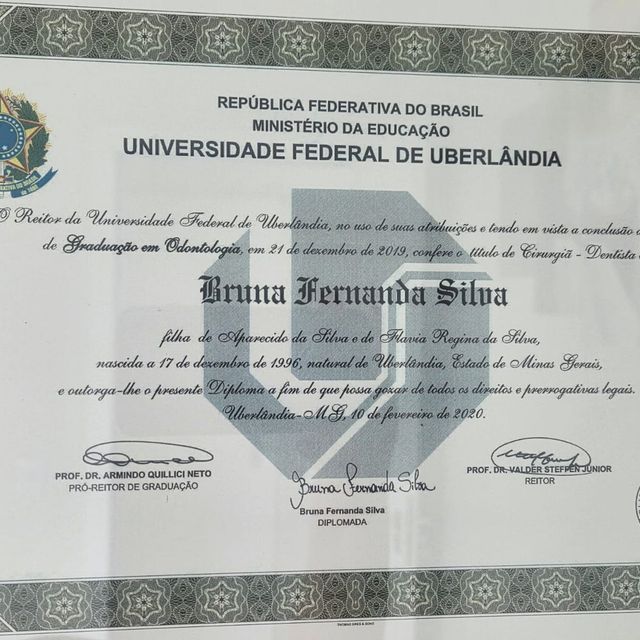 REPÚBLICA FEDERATIVA DO BRASIL
MINISTÉRIO DA EDUCAÇÃO
UNIVERSIDADE FEDERAL DE UBERLÂNDIA
O Reitor da Universidade Federal de Uberlândia, no uso de suas atribuições e tendo em vista a conclusão
de Graduação em Odontologia, em 21 de dezembro de 2019, confere o título de Cirurgiã - Dentista
Bruna Fernanda Silva
filha de Aparecido da Silva e de Flavia Regina da Silva,
nascida a 17 de dezembro de 1996, natural de Uberlândia, Estado de Minas Gerais,
e outorga-lhe o presente Diploma a fim de que possa gozar de todos os direitos e prerrogativas legais.
Uberlândia-MG, 10 de fevereiro de 2020.
PROF. DR. ARMINDO QUILLICI NETO
PRÓ-REITOR DE GRADUAÇÃO
Bruna Fernanda Silva
Bruna Fernanda Silva
DIPLOMADA
PROF. DR. VALDER STEFFEN JÚNIOR
REITOR